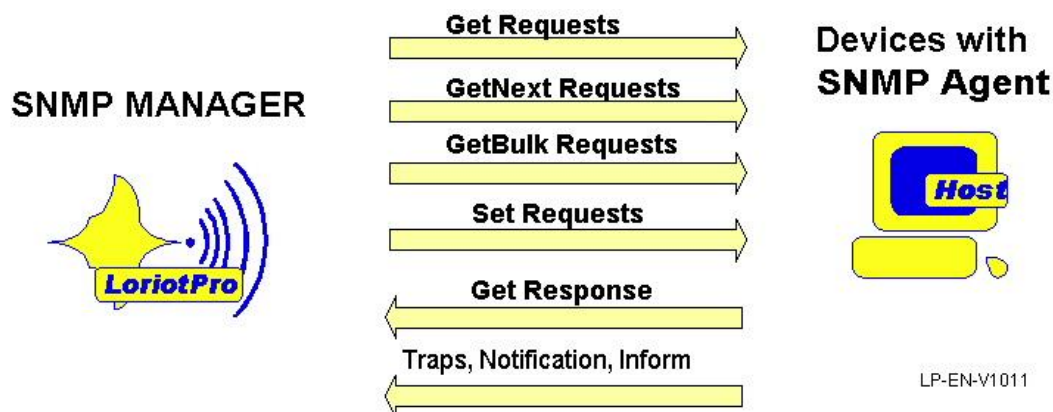 Get Requests
Devices with
SNMP Agent
SNMP MANAGER
GetNext Requests
GetBulk Requests
Host
Set Requests
LoriotPro
Get Response
Traps, Notification, Inform
LP-EN-V1011